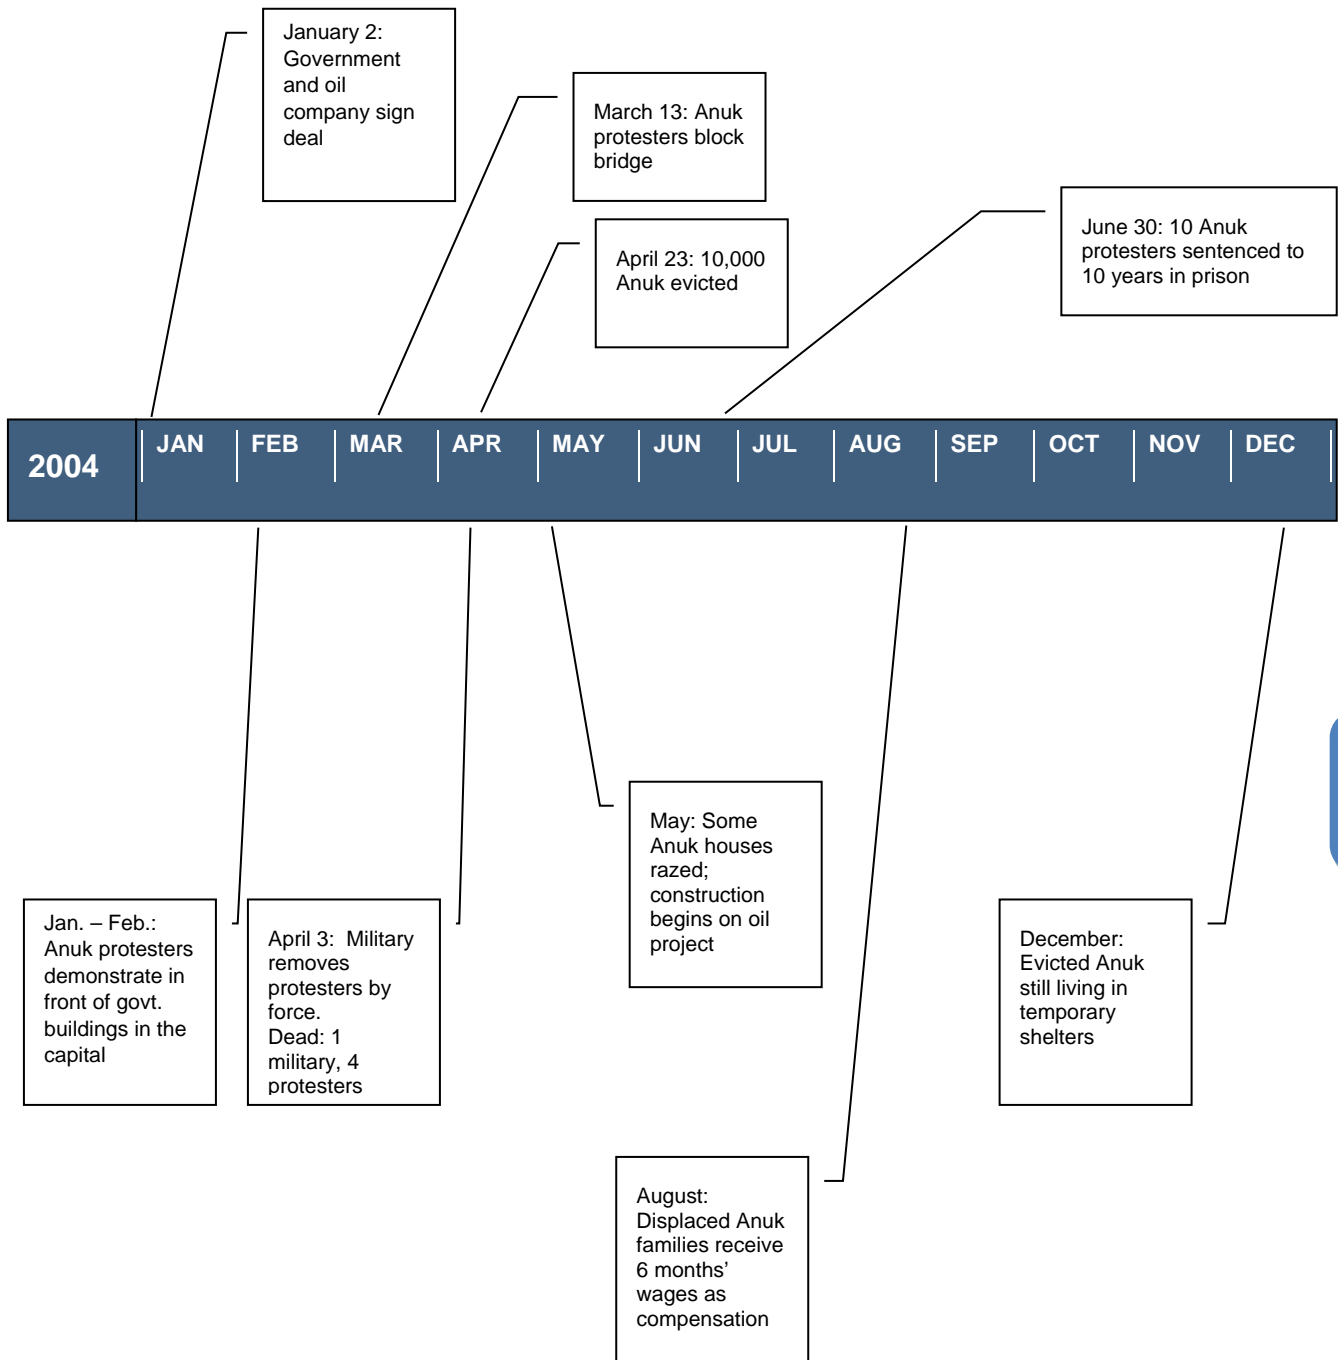 January 2:
Government
and oil
company sign
deal
March 13: Anuk
protesters block
bridge
April 23: 10,000
Anuk evicted
June 30: 10 Anuk
protesters sentenced to
10 years in prison
2004
JAN FEB MAR APR MAY JUN JUL AUG SEP OCT NOV DEC
Jan. – Feb.:
Anuk protesters
demonstrate in
front of govt.
buildings in the
capital
April 3:  Military
removes
protesters by
force.
Dead: 1
military, 4
protesters
May: Some
Anuk houses
razed;
construction
begins on oil
project
December:
Evicted Anuk
still living in
temporary
shelters
August:
Displaced Anuk
families receive
6 months’
wages as
compensation